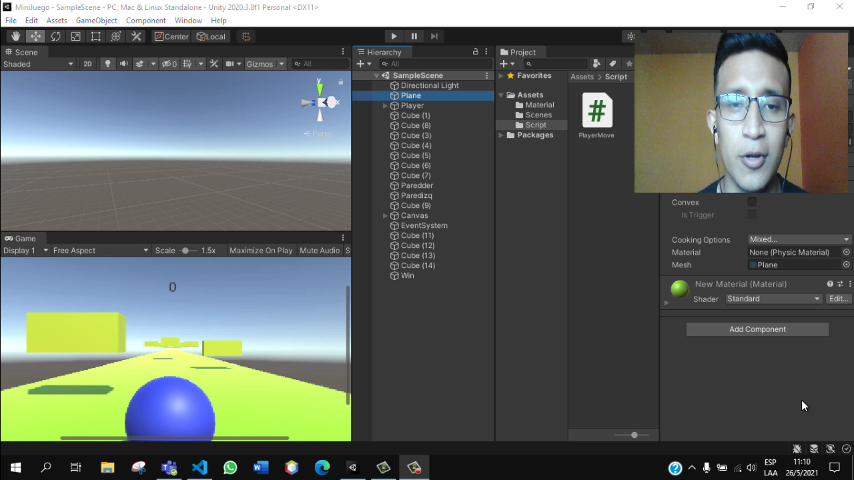 MiniJuego - SampleScene - PC, Mac & Linux Standalone - Unity 2020.3.8f1 Personal <DX11>
File Edit Assets GameObject Component Window Help
Center Local
Scene
Shaded 2D 0 Gizmos All
Persp
Game
Display 1 Free Aspect Scale 1.5x Maximize On Play Mute Audio S
0
Hierarchy
All
SampleScene
Directional Light
Plane
Player
Cube (1)
Cube (8)
Cube (3)
Cube (4)
Cube (5)
Cube (6)
Cube (7)
Paredder
Paredizq
Cube (9)
Canvas
EventSystem
Cube (11)
Cube (12)
Cube (13)
Cube (14)
Win
Project
Favorites
Assets
Material
Scenes
Script
Packages
Assets > Script
#
PlayerMove
Convex
Is Trigger
Cooking Options Mixed...
Material None (Physic Material)
Mesh Plane
New Material (Material)
Shader Standard Edit...
Add Component
ESP
LAA
11:10
26/5/2021